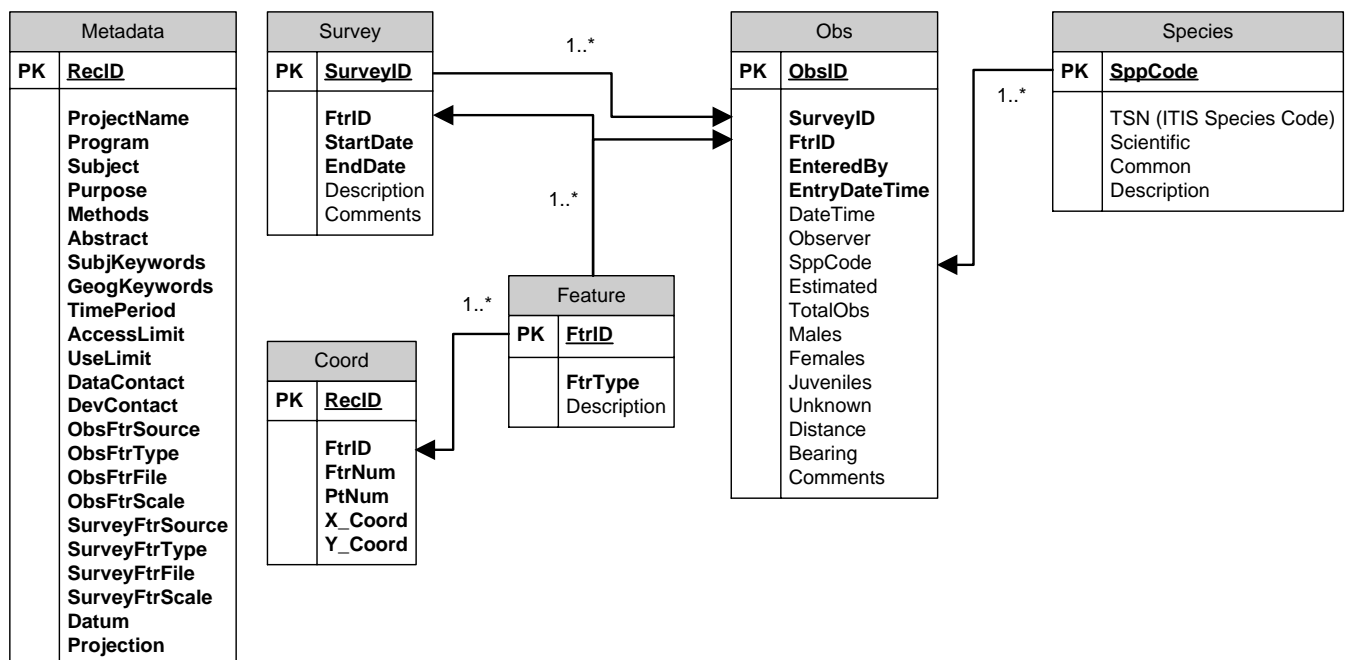 Metadata
PK RecID
ProjectName
Program
Subject
Purpose
Methods
Abstract
SubjKeywords
GeogKeywords
TimePeriod
AccessLimit
UseLimit
DataContact
DevContact
ObsFtrSource
ObsFtrType
ObsFtrFile
ObsFtrScale
SurveyFtrSource
SurveyFtrType
SurveyFtrFile
SurveyFtrScale
Datum
Projection
Survey
PK SurveyID
FtrID
StartDate
EndDate
Description
Comments
1..*
1..*
1..*
Coord
PK RecID
FtrID
FtrNum
PtNum
X_Coord
Y_Coord
Feature
PK FtrID
FtrType
Description
Obs
PK ObsID
SurveyID
FtrID
EnteredBy
EntryDateTime
DateTime
Observer
SppCode
Estimated
TotalObs
Males
Females
Juveniles
Unknown
Distance
Bearing
Comments
1..*
Species
PK SppCode
TSN (ITIS Species Code)
Scientific
Common
Description